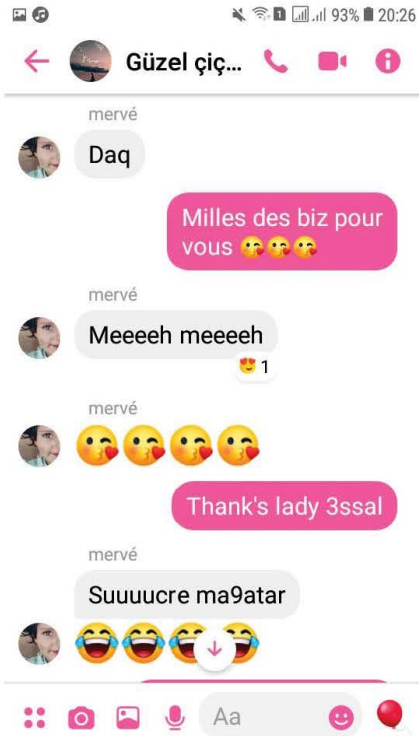 93% 20:26
Güzel çiç...
mervé
Daq
Milles des biz pour
vous 😘😘😘
mervé
Meeeeh meeeeh
😍 1
mervé
😘😘😘😘
Thank's lady 3ssal
mervé
Suuuucre ma9atar
😂😂😂😂
Aa